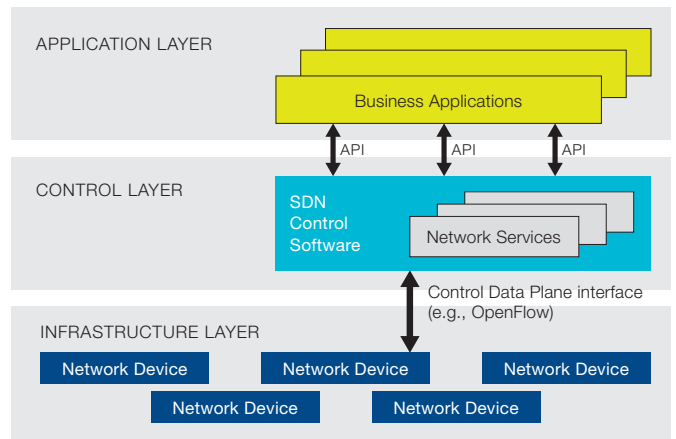 APPLICATION LAYER
Business Applications
API
API
API
CONTROL LAYER
SDN
Control
Software
Network Services
Control Data Plane interface
(e.g., OpenFlow)
INFRASTRUCTURE LAYER
Network Device
Network Device
Network Device
Network Device
Network Device